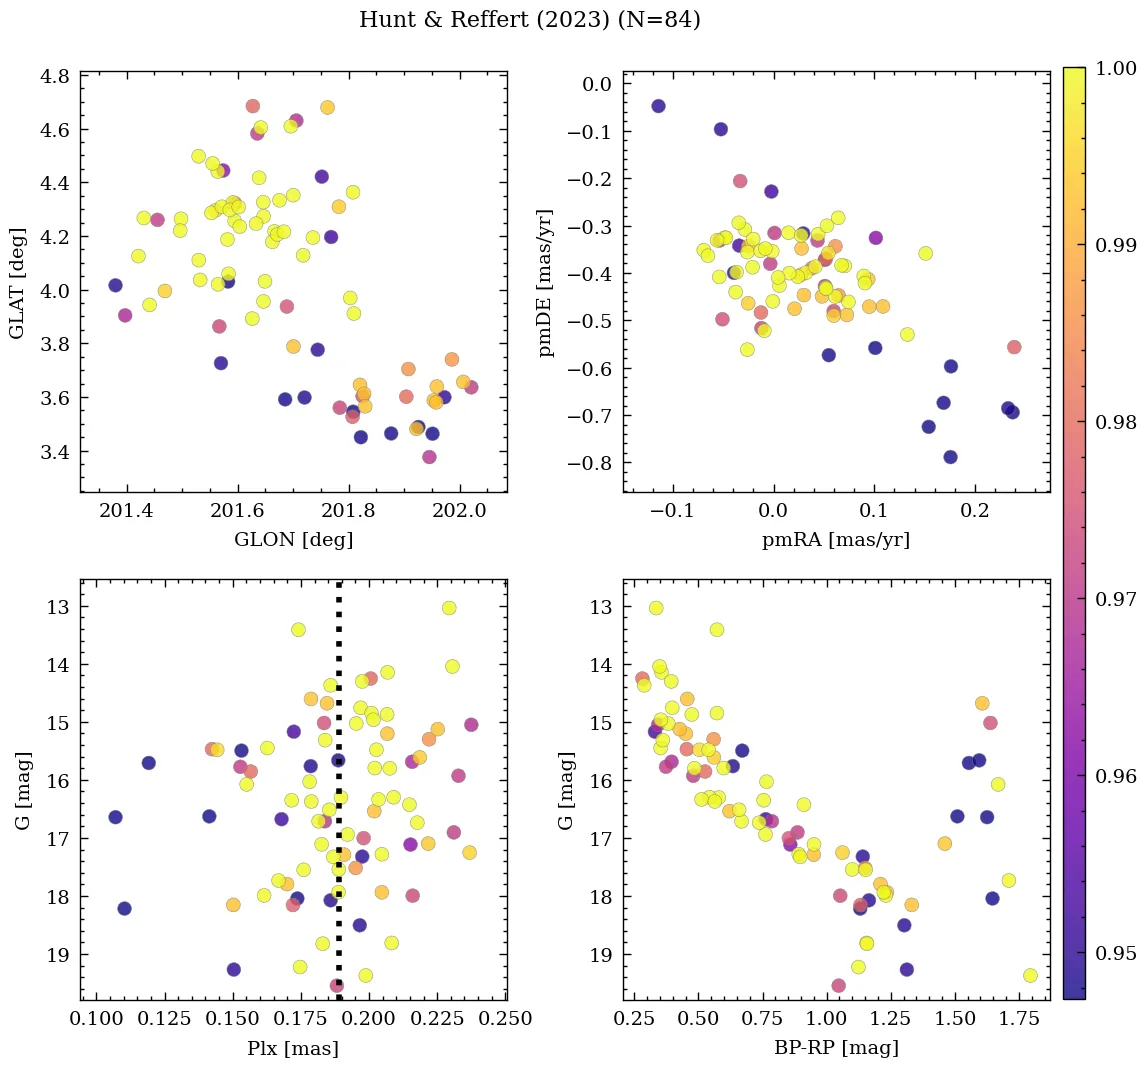 Hunt & Reffert (2023) (N=84)
4.8
4.6
4.4
4.2
4.0
3.8
3.6
3.4
GLAT [deg]
201.4 201.6 201.8 202.0
GLON [deg]
0.0
−0.1
−0.2
−0.3
−0.4
−0.5
−0.6
−0.7
−0.8
pmDE [mas/yr]
−0.1 0.0 0.1 0.2
pmRA [mas/yr]
1.00
0.99
0.98
0.97
0.96
0.95
13
14
15
16
17
18
19
G [mag]
0.100 0.125 0.150 0.175 0.200 0.225 0.250
Plx [mas]
13
14
15
16
17
18
19
G [mag]
0.25 0.50 0.75 1.00 1.25 1.50 1.75
BP-RP [mag]